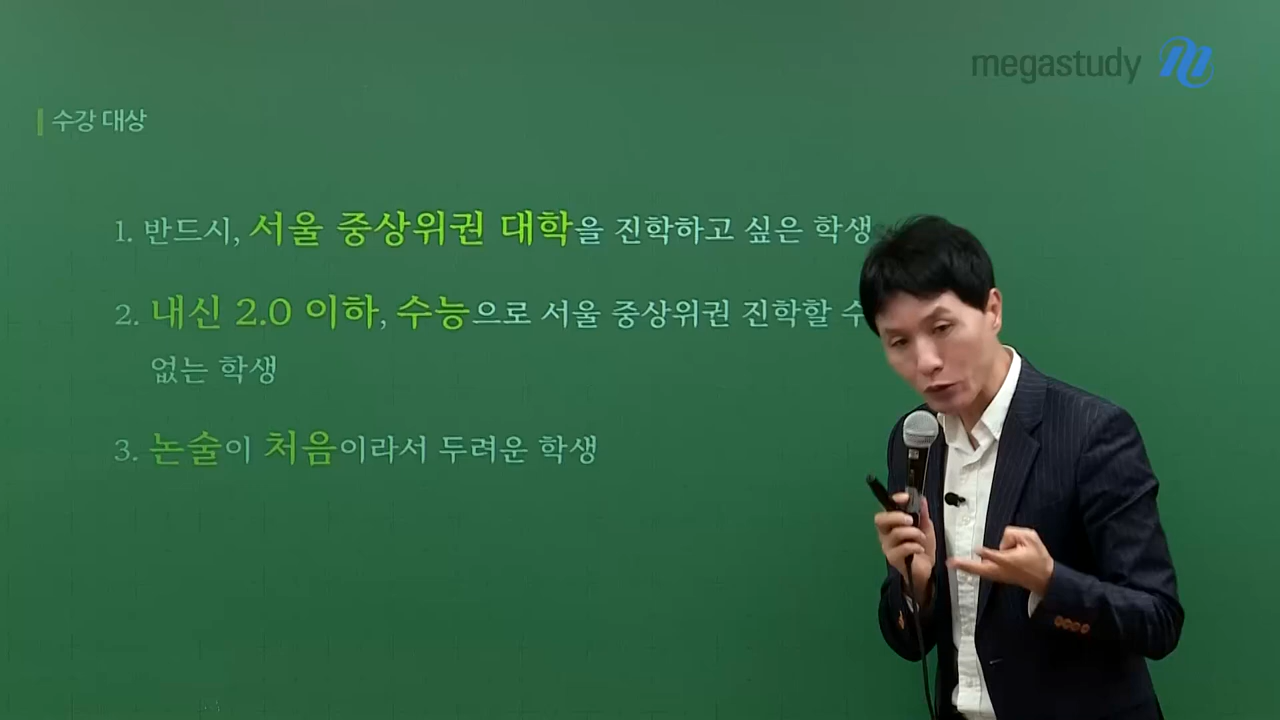 megastudy
수강 대상
1. 반드시, 서울 중상위권 대학을 진학하고 싶은 학생
2. 내신 2.0 이하, 수능으로 서울 중상위권 진학할 수
없는 학생
3. 논술이 처음이라서 두려운 학생